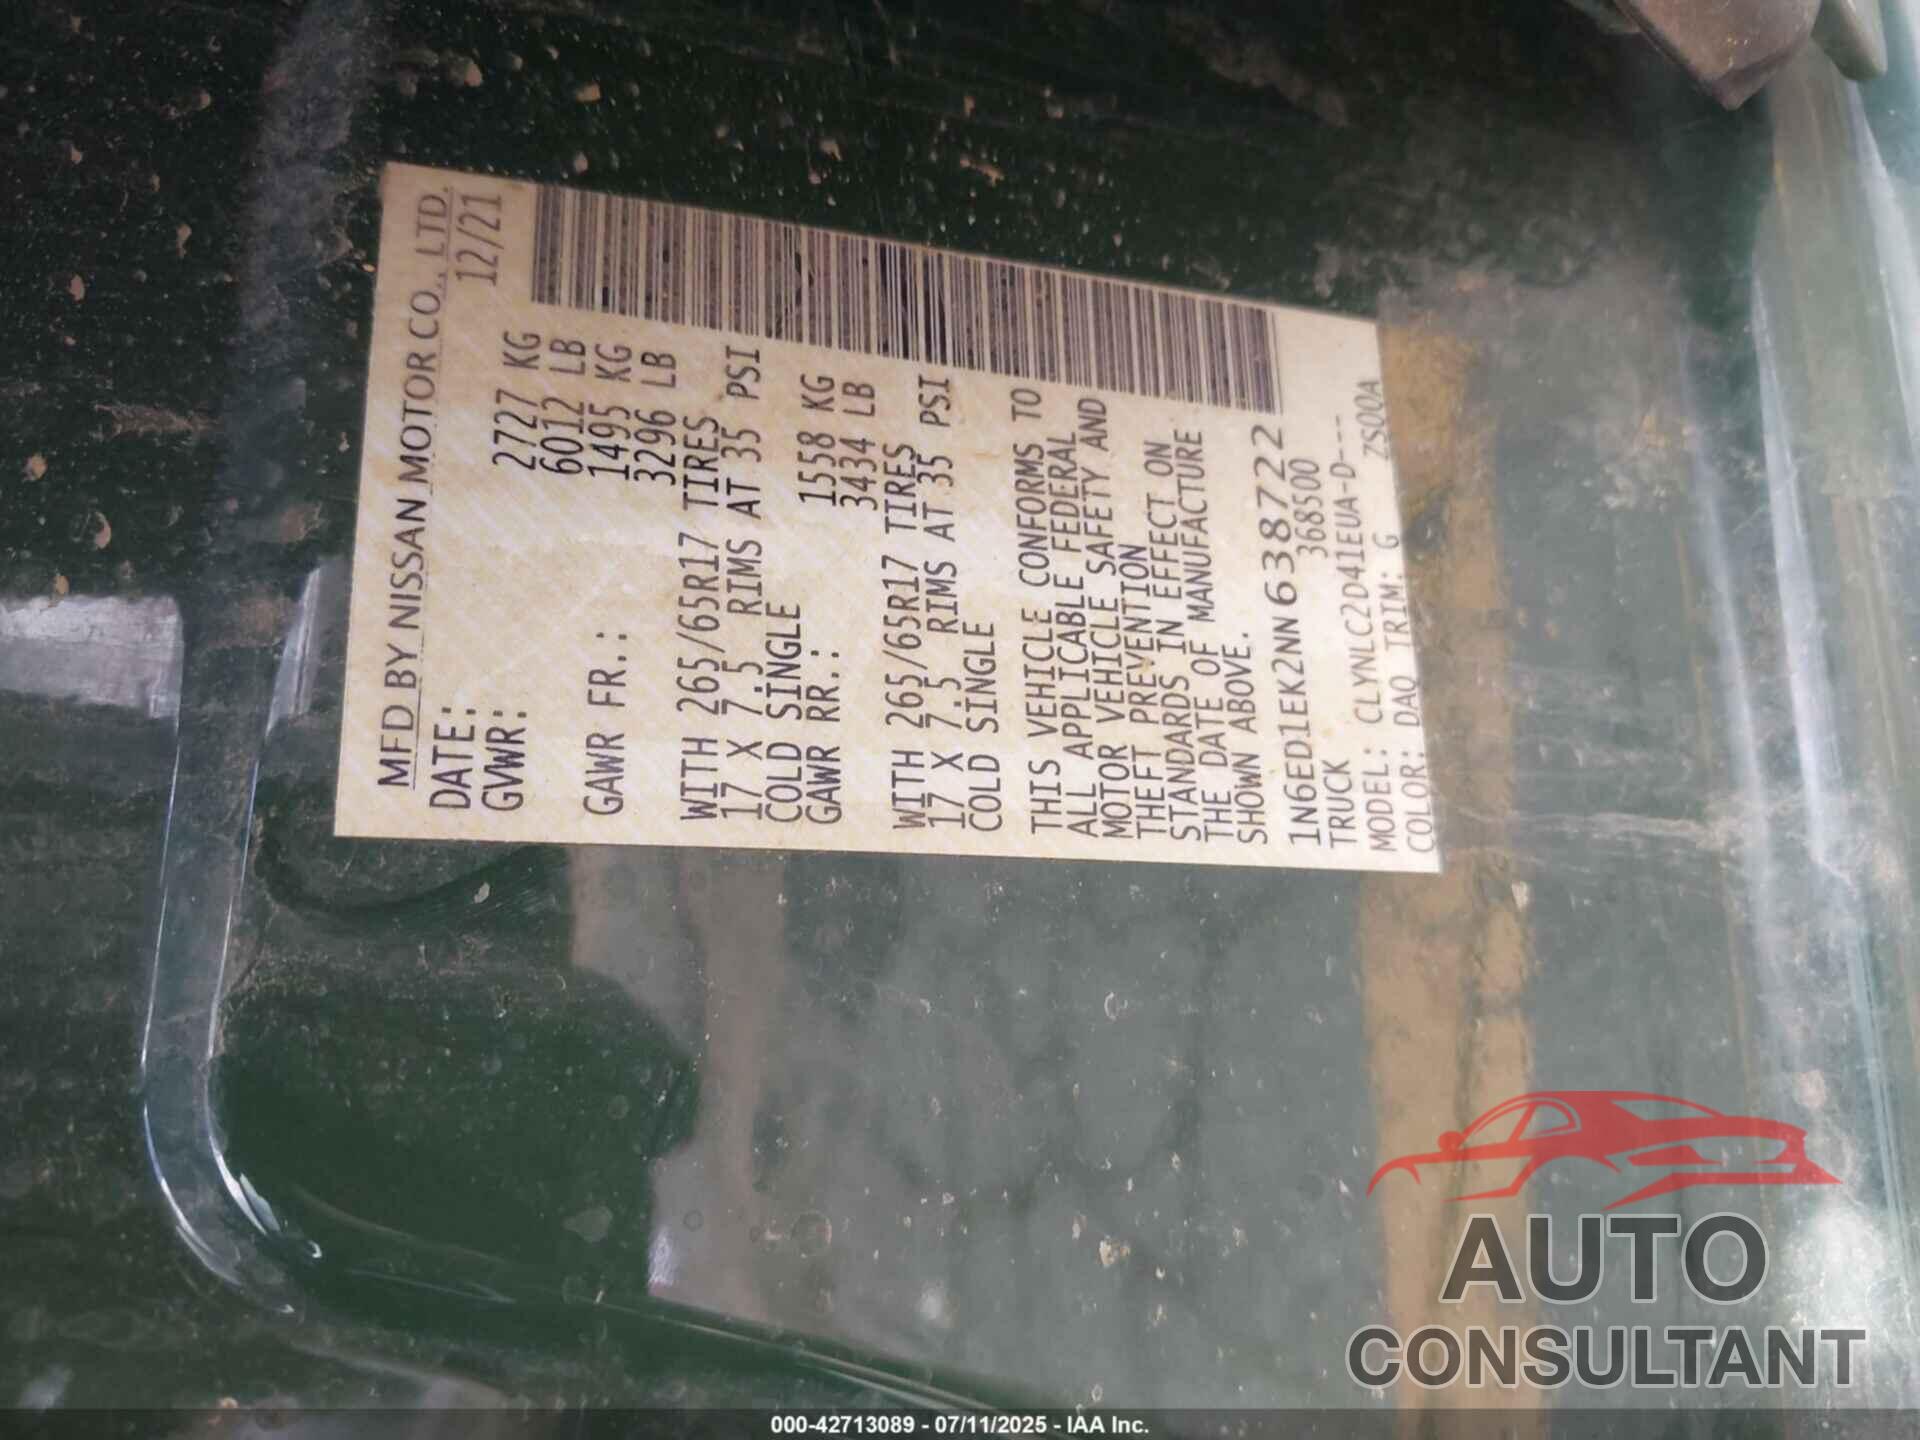 MFD BY NISSAN MOTOR CO., LTD.
DATE: 12/21
GVWR: 2727 KG
6012 LB
GAWR FR.: 1495 KG
3296 LB
WITH 265/65R17 TIRES
17 X 7.5 RIMS AT 35 PSI
COLD SINGLE
GAWR RR.: 1558 KG
3434 LB
WITH 265/65R17 TIRES
17 X 7.5 RIMS AT 35 PSI
COLD SINGLE
THIS VEHICLE CONFORMS TO
ALL APPLICABLE FEDERAL
MOTOR VEHICLE SAFETY AND
THEFT PREVENTION
STANDARDS IN EFFECT ON
THE DATE OF MANUFACTURE
SHOWN ABOVE.
1N6ED1EK2NN638722
TRUCK 368500
MODEL: CLYNLC2D41EUA-D---
COLOR: DAQ TRIM: G ZS00A
AUTO
CONSULTANT
000-42713089 - 07/11/2025 - IAA Inc.